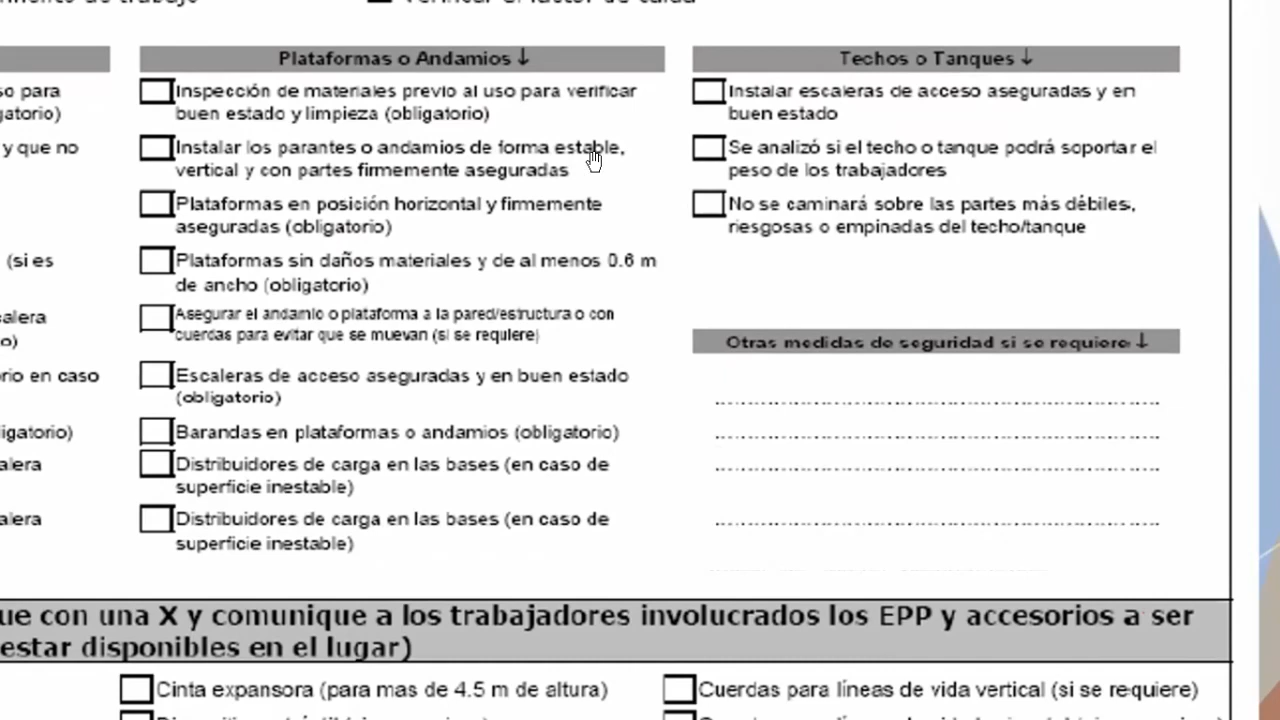 Plataformas o Andamios ↓
Techos o Tanques ↓
so para
gatorio)
Inspección de materiales previo al uso para verificar
buen estado y limpieza (obligatorio)
Instalar escaleras de acceso aseguradas y en
buen estado
y que no
Instalar los parantes o andamios de forma estable,
vertical y con partes firmemente aseguradas
Se analizó si el techo o tanque podrá soportar el
peso de los trabajadores
Plataformas en posición horizontal y firmemente
aseguradas (obligatorio)
No se caminará sobre las partes más débiles,
riesgosas o empinadas del techo/tanque
(si es
Plataformas sin daños materiales y de al menos 0.6 m
de ancho (obligatorio)
alera
o)
Asegurar el andamio o plataforma a la pared/estructura o con
cuerdas para evitar que se muevan (si se requiere)
Otras medidas de seguridad si se requiere ↓
rio en caso
Escaleras de acceso aseguradas y en buen estado
(obligatorio)
igatorio)
Barandas en plataformas o andamios (obligatorio)
alera
Distribuidores de carga en las bases (en caso de
superficie inestable)
alera
Distribuidores de carga en las bases (en caso de
superficie inestable)
ue con una X y comunique a los trabajadores involucrados los EPP y accesorios a ser
estar disponibles en el lugar)
Cinta expansora (para mas de 4.5 m de altura)
Cuerdas para líneas de vida vertical (si se requiere)